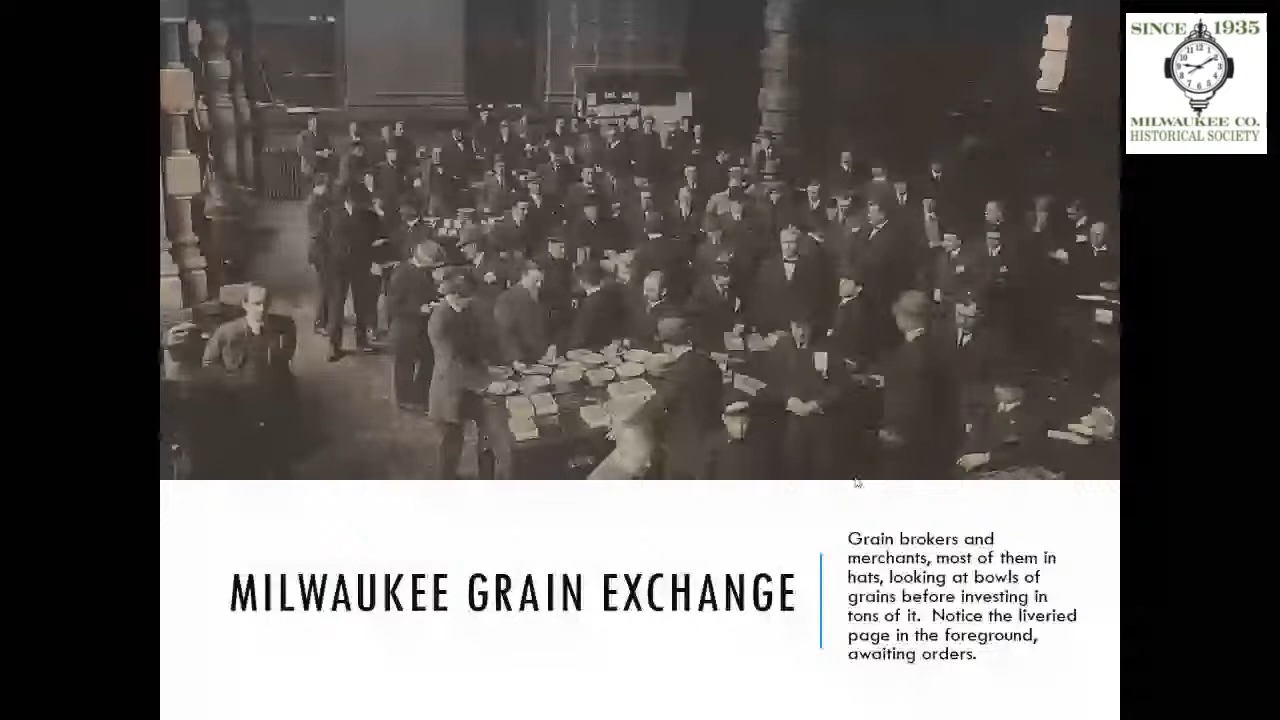 SINCE 1935
MILWAUKEE CO.
HISTORICAL SOCIETY
MILWAUKEE GRAIN EXCHANGE
Grain brokers and
merchants, most of them in
hats, looking at bowls of
grains before investing in
tons of it. Notice the liveried
page in the foreground,
awaiting orders.